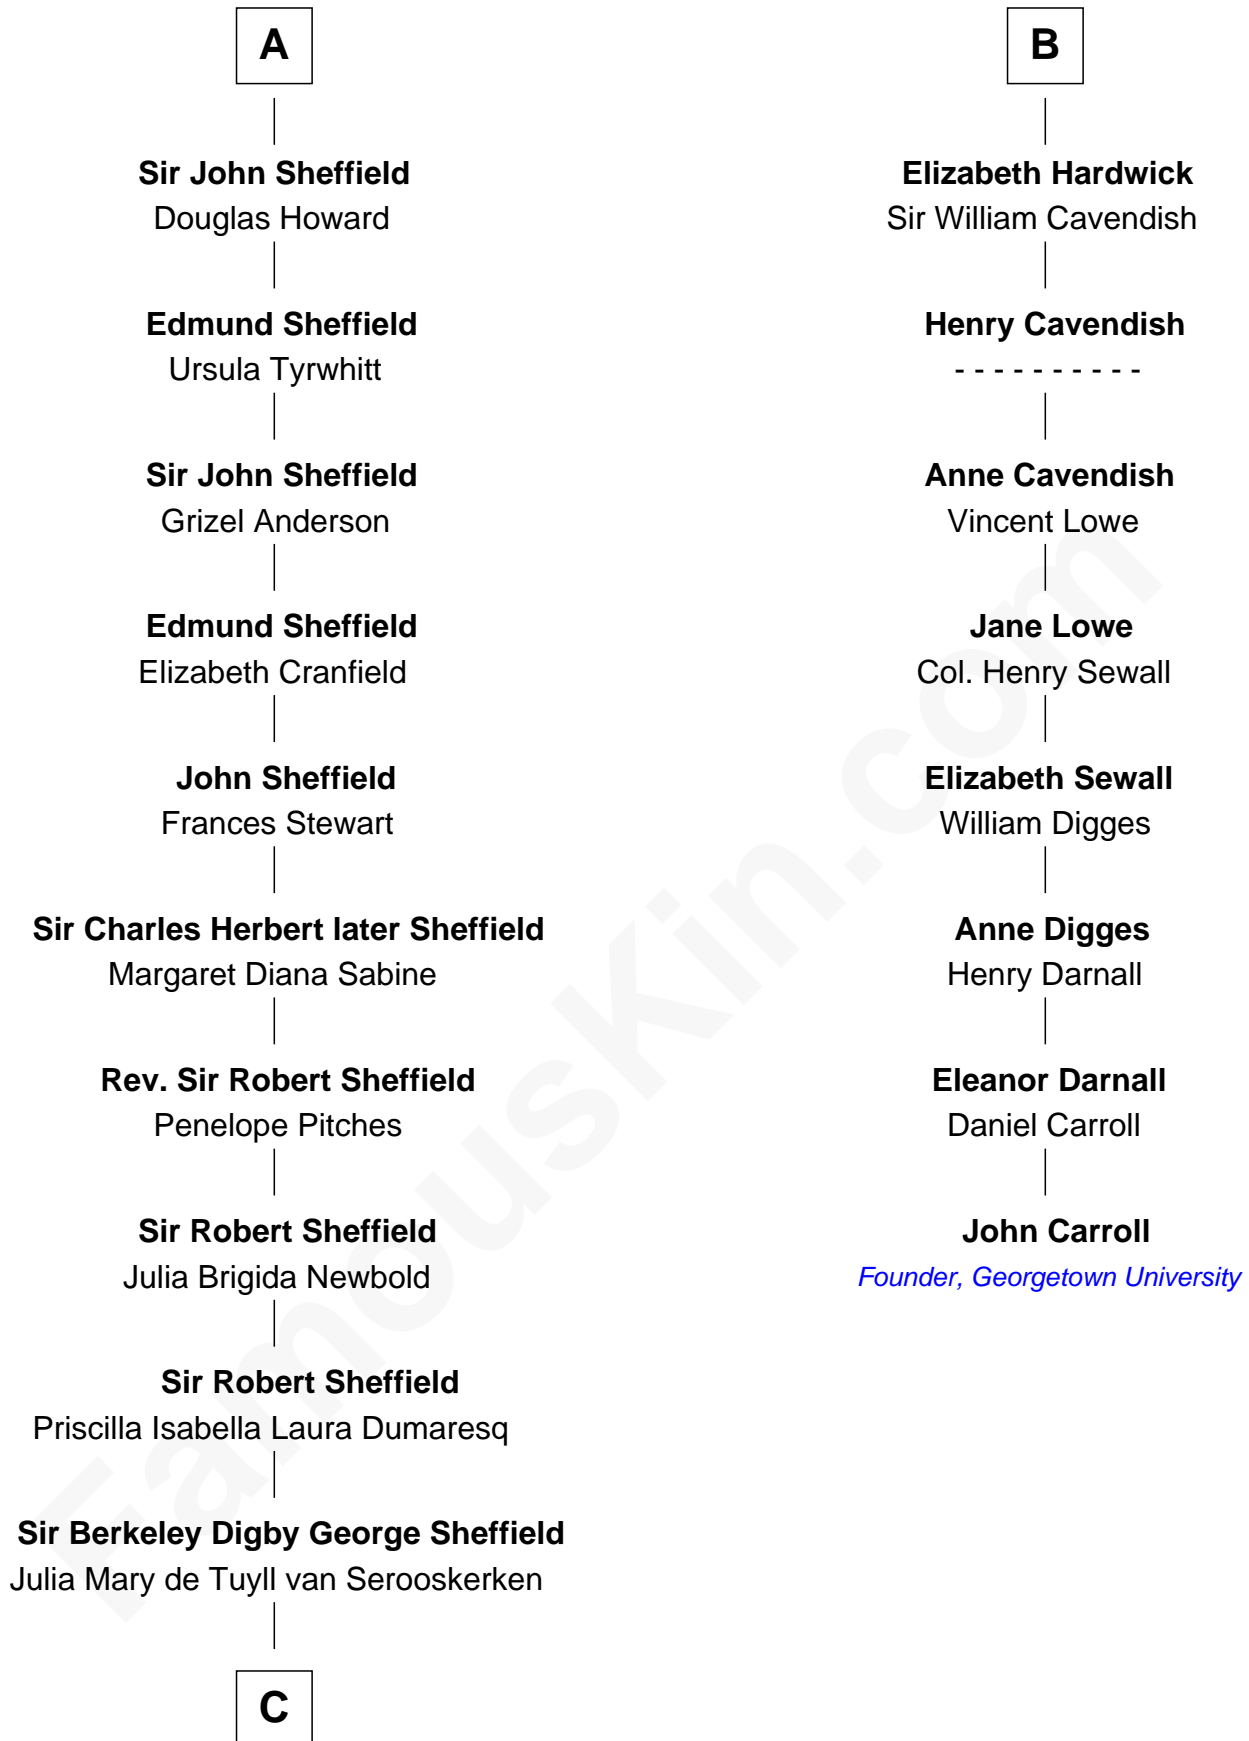 A
Sir John Sheffield
Douglas Howard
Edmund Sheffield
Ursula Tyrwhitt
Sir John Sheffield
Grizel Anderson
Edmund Sheffield
Elizabeth Cranfield
John Sheffield
Frances Stewart
Sir Charles Herbert later Sheffield
Margaret Diana Sabine
Rev. Sir Robert Sheffield
Penelope Pitches
Sir Robert Sheffield
Julia Brigida Newbold
Sir Robert Sheffield
Priscilla Isabella Laura Dumaresq
Sir Berkeley Digby George Sheffield
Julia Mary de Tuyll van Serooskerken
C
B
Elizabeth Hardwick
Sir William Cavendish
Henry Cavendish
- - - - - - - - - -
Anne Cavendish
Vincent Lowe
Jane Lowe
Col. Henry Sewall
Elizabeth Sewall
William Digges
Anne Digges
Henry Darnall
Eleanor Darnall
Daniel Carroll
John Carroll
Founder, Georgetown University
FamousKin.com